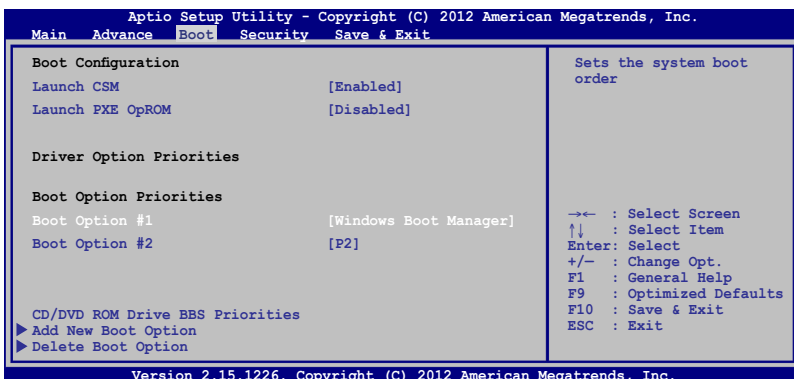 Aptio Setup Utility - Copyright (C) 2012 American Megatrends, Inc.
Main Advance Boot Security Save & Exit
Boot Configuration
Launch CSM [Enabled]
Launch PXE OpROM [Disabled]
Driver Option Priorities
Boot Option Priorities
Boot Option #1 [Windows Boot Manager]
Boot Option #2 [P2]
CD/DVD ROM Drive BBS Priorities
▶ Add New Boot Option
▶ Delete Boot Option
Sets the system boot
order
→← : Select Screen
↑↓ : Select Item
Enter: Select
+/— : Change Opt.
F1 : General Help
F9 : Optimized Defaults
F10 : Save & Exit
ESC : Exit
Version 2.15.1226. Copyright (C) 2012 American Megatrends, Inc.